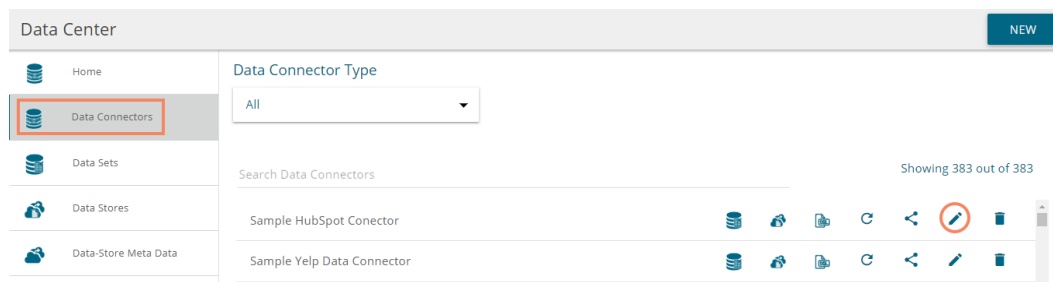 Data Center
NEW
Home
Data Connectors
Data Sets
Data Stores
Data-Store Meta Data
Data Connector Type
All
Search Data Connectors
Showing 383 out of 383
Sample HubSpot Conector
Sample Yelp Data Connector